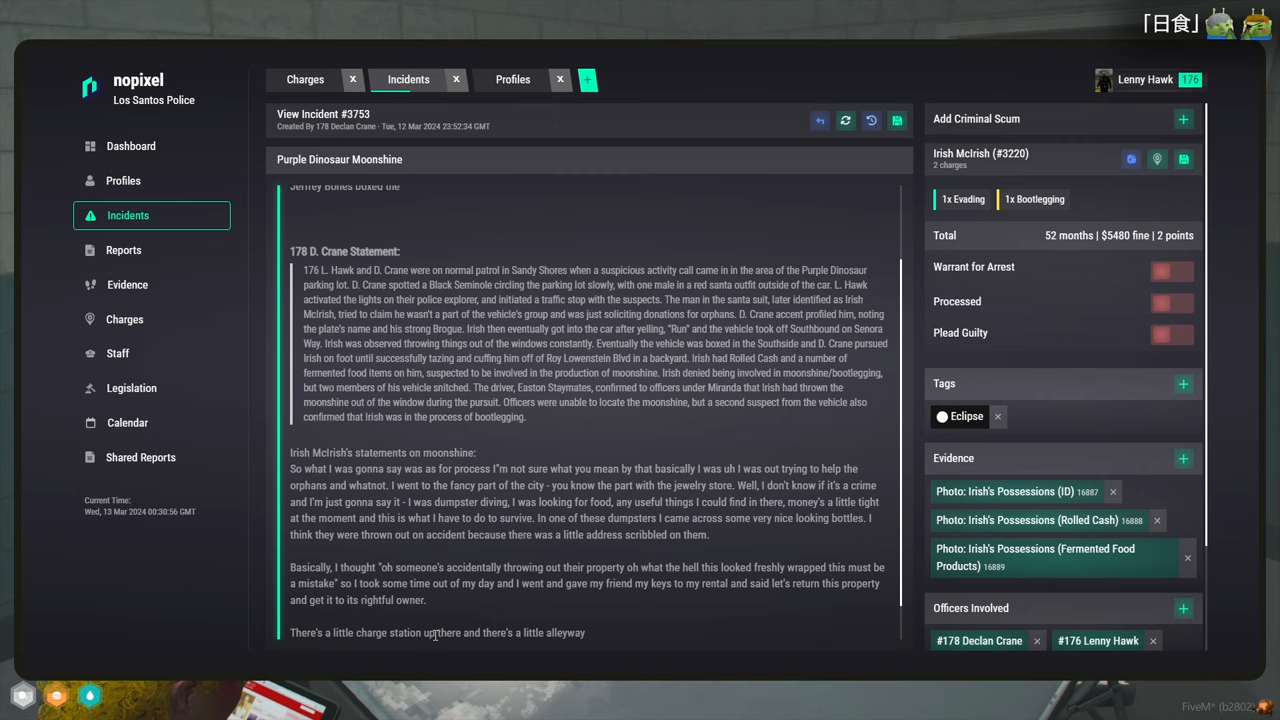 「日食」
nopixel
Los Santos Police
Dashboard
Profiles
Incidents
Reports
Evidence
Charges
Staff
Legislation
Calendar
Shared Reports
Current Time:
Wed, 13 Mar 2024 00:30:56 GMT
Charges x
Incidents x
Profiles x
+
Lenny Hawk 176
View Incident #3753
Created By 178 Declan Crane - Tue, 12 Mar 2024 23:52:34 GMT
Purple Dinosaur Moonshine
Jeffrey Bones boxed the
178 D. Crane Statement:
176 L. Hawk and D. Crane were on normal patrol in Sandy Shores when a suspicious activity call came in in the area of the Purple Dinosaur
parking lot. D. Crane spotted a Black Seminole circling the parking lot slowly, with one male in a red santa outfit outside of the car. L. Hawk
activated the lights on their police explorer, and initiated a traffic stop with the suspects. The man in the santa suit, later identified as Irish
McIrish, tried to claim he wasn't a part of the vehicle's group and was just soliciting donations for orphans. D. Crane accent profiled him, noting
the plate's name and his strong Brogue. Irish then eventually got into the car after yelling, "Run" and the vehicle took off Southbound on Senora
Way. Irish was observed throwing things out of the windows constantly. Eventually the vehicle was boxed in the Southside and D. Crane pursued
Irish on foot until successfully tazing and cuffing him off of Roy Lowenstein Blvd in a backyard. Irish had Rolled Cash and a number of
fermented food items on him, suspected to be involved in the production of moonshine. Irish denied being involved in moonshine/bootlegging,
but two members of his vehicle snitched. The driver, Easton Staymates, confirmed to officers under Miranda that Irish had thrown the
moonshine out of the window during the pursuit. Officers were unable to locate the moonshine, but a second suspect from the vehicle also
confirmed that Irish was in the process of bootlegging.
Irish McIrish's statements on moonshine:
So what I was gonna say was as for process I"m not sure what you mean by that basically I was uh I was out trying to help the
orphans and whatnot. I went to the fancy part of the city - you know the part with the jewelry store. Well, I don't know if it's a crime
and I'm just gonna say it - I was dumpster diving, I was looking for food, any useful things I could find in there, money's a little tight
at the moment and this is what I have to do to survive. In one of these dumpsters I came across some very nice looking bottles. I
think they were thrown out on accident because there was a little address scribbled on them.
Basically, I thought "oh someone's accidentally throwing out their property oh what the hell this looked freshly wrapped this must be
a mistake" so I took some time out of my day and I went and gave my friend my keys to my rental and said let's return this property
and get it to its rightful owner.
There's a little charge station up there and there's a little alleyway
Add Criminal Scum +
Irish McIrish (#3220)
2 charges
1x Evading
1x Bootlegging
Total 52 months | $5480 fine | 2 points
Warrant for Arrest
Processed
Plead Guilty
Tags +
Eclipse x
Evidence +
Photo: Irish's Possessions (ID) 16887 x
Photo: Irish's Possessions (Rolled Cash) 16888 x
Photo: Irish's Possessions (Fermented Food
Products) 16889 x
Officers Involved +
#178 Declan Crane x
#176 Lenny Hawk x
FiveM* (b2802)